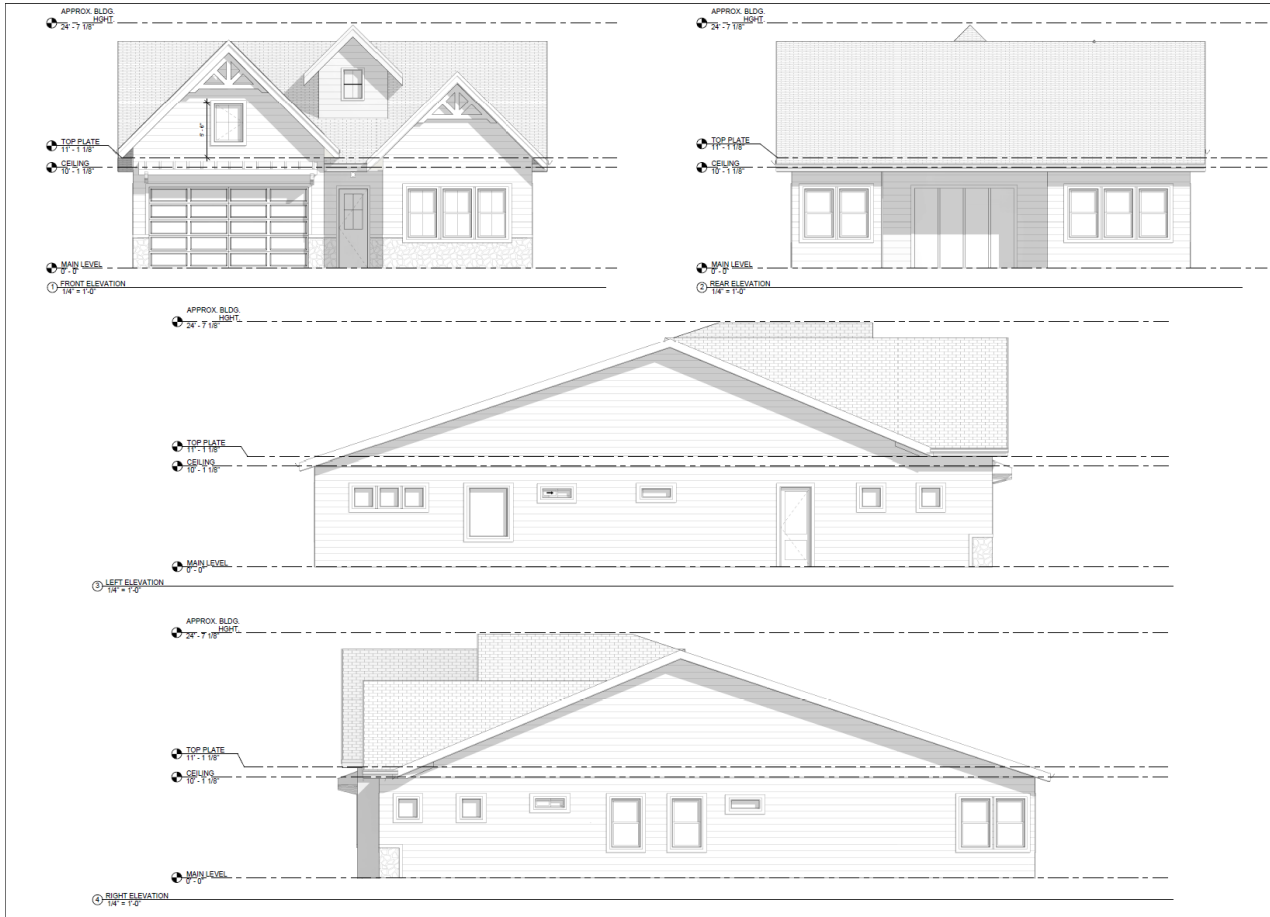 APPROX. BLDG.
HGHT.
24' - 7 1/8"
TOP PLATE
11' - 1 1/8"
CEILING
10' - 1 1/8"
MAIN LEVEL
0' - 0"
1 FRONT ELEVATION
1/4" = 1'-0"
APPROX. BLDG.
HGHT.
24' - 7 1/8"
TOP PLATE
11' - 1 1/8"
CEILING
10' - 1 1/8"
MAIN LEVEL
0' - 0"
2 REAR ELEVATION
1/4" = 1'-0"
APPROX. BLDG.
HGHT.
24' - 7 1/8"
TOP PLATE
11' - 1 1/8"
CEILING
10' - 1 1/8"
MAIN LEVEL
0' - 0"
3 LEFT ELEVATION
1/4" = 1'-0"
APPROX. BLDG.
HGHT.
24' - 7 1/8"
TOP PLATE
11' - 1 1/8"
CEILING
10' - 1 1/8"
MAIN LEVEL
0' - 0"
4 RIGHT ELEVATION
1/4" = 1'-0"